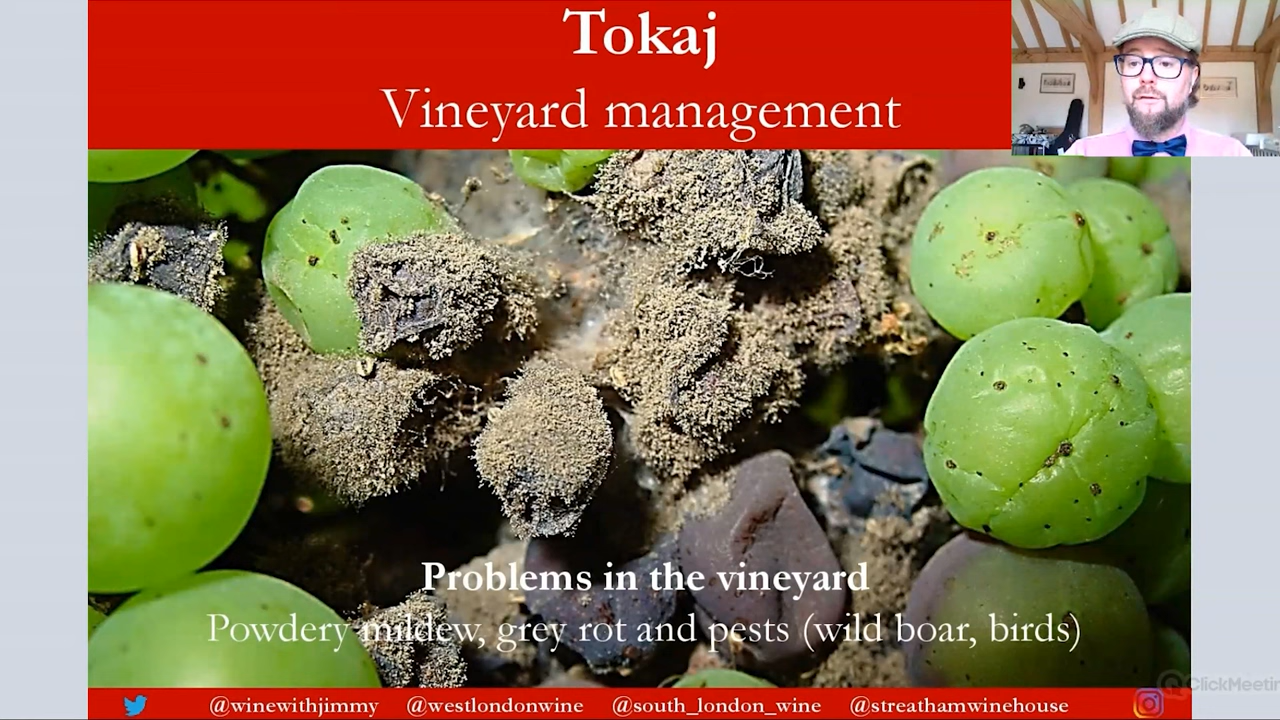 Tokaj
Vineyard management
Problems in the vineyard
Powdery mildew, grey rot and pests (wild boar, birds)
ClickMeetin
@winewithjimmy @westlondonwine @south_london_wine @streathamwinehouse